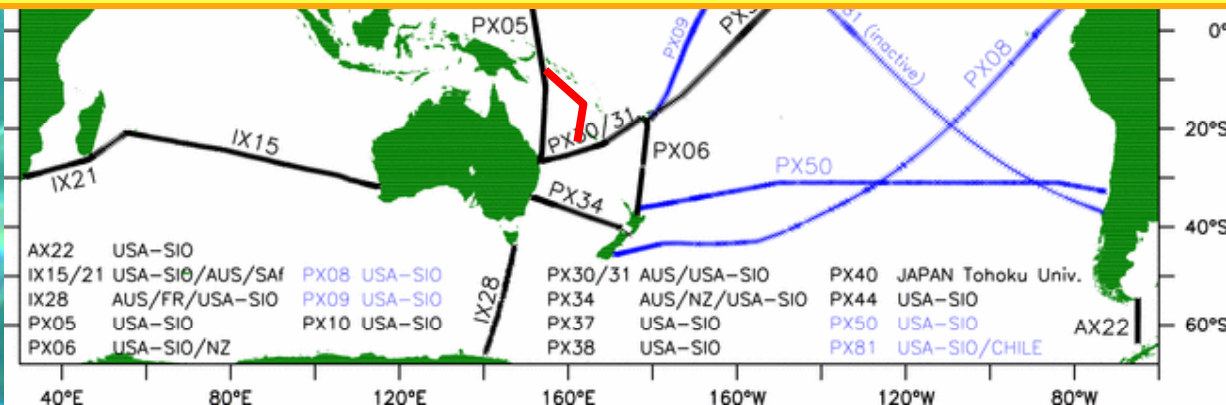 PX05
PX09
PX3
31 (inactive)
PX08
0°
IX15
IX21
PX30/31
PX06
20°S
PX50
PX34
40°S
AX22 USA-SIO
IX15/21 USA-SIO/AUS/SAf PX08 USA-SIO PX30/31 AUS/USA-SIO PX40 JAPAN Tohoku Univ.
IX28 AUS/FR/USA-SIO PX09 USA-SIO IX28 PX34 AUS/NZ/USA-SIO PX44 USA-SIO
PX05 USA-SIO PX10 USA-SIO PX37 USA-SIO PX50 USA-SIO AX22 60°S
PX06 USA-SIO/NZ PX38 USA-SIO PX81 USA-SIO/CHILE
40°E 80°E 120°E 160°E 160°W 120°W 80°W